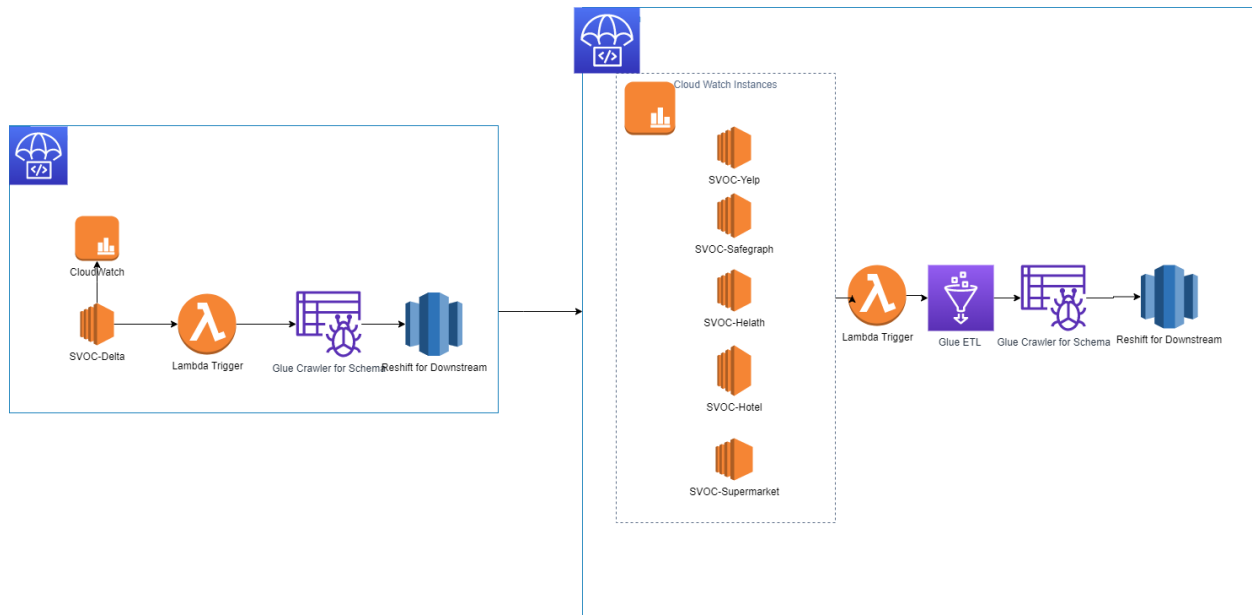 CloudWatch
SVOC-Delta
Lambda Trigger
Glue Crawler for Schema
Reshift for Downstream
Cloud Watch Instances
SVOC-Yelp
SVOC-Safegraph
SVOC-Helath
SVOC-Hotel
SVOC-Supermarket
Lambda Trigger
Glue ETL
Glue Crawler for Schema
Reshift for Downstream